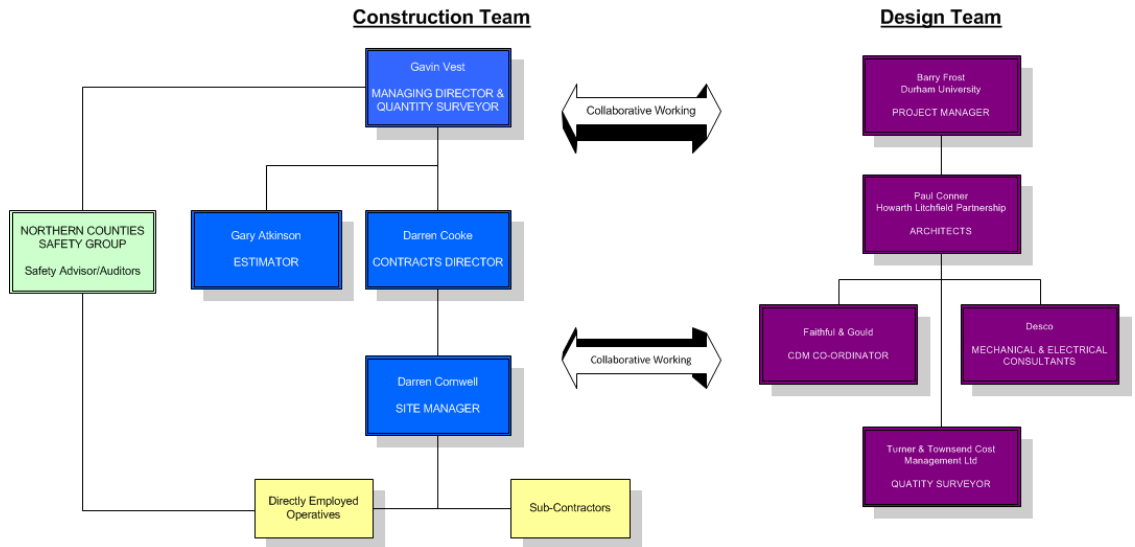 Construction Team
Design Team
Gavin Vest
MANAGING DIRECTOR &
QUANTITY SURVEYOR
Collaborative Working
Barry Frost
Durham University
PROJECT MANAGER
NORTHERN COUNTIES
SAFETY GROUP
Safety Advisor/Auditors
Gary Atkinson
ESTIMATOR
Darren Cooke
CONTRACTS DIRECTOR
Paul Conner
Howarth Litchfield Partnership
ARCHITECTS
Darren Cornwell
SITE MANAGER
Collaborative Working
Faithful & Gould
CDM CO-ORDINATOR
Desco
MECHANICAL & ELECTRICAL
CONSULTANTS
Directly Employed
Operatives
Sub-Contractors
Turner & Townsend Cost
Management Ltd
QUATITY SURVEYOR